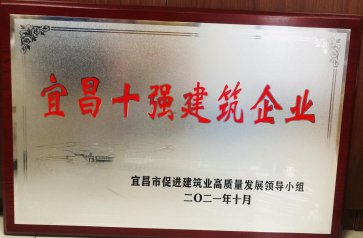 宜昌十强建筑企业
宜昌市促进建筑业高质量发展领导小组
二〇二一年十月